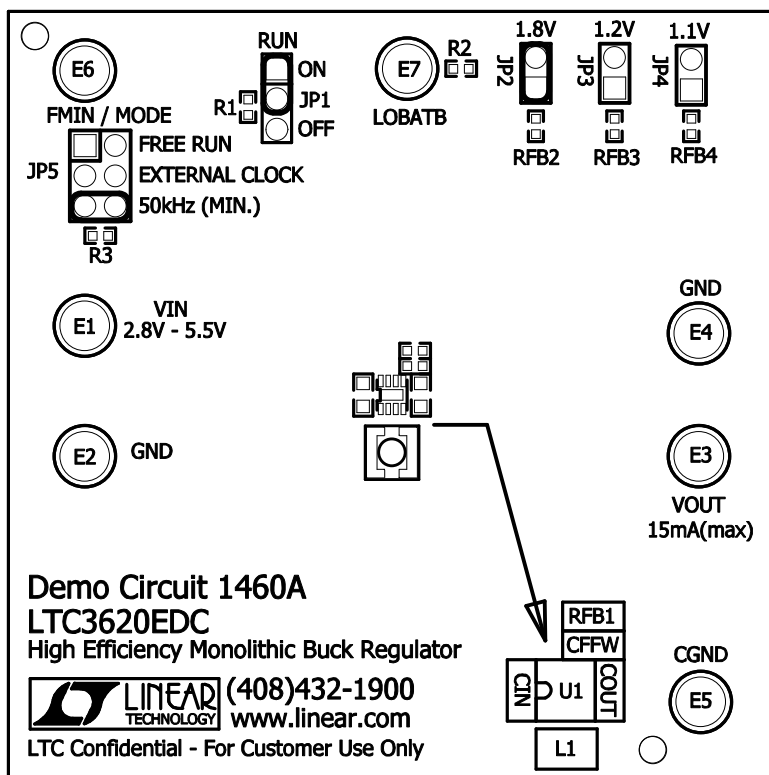 RUN
1.8V
1.2V
1.1V
E6
ON
E7
R2
JP2
JP3
JP4
FMIN / MODE
R1
JP1
LOBATB
OFF
FREE RUN
JP5
EXTERNAL CLOCK
50kHz (MIN.)
RFB2
RFB3
RFB4
R3
E1
VIN
2.8V - 5.5V
GND
E4
E2
GND
E3
VOUT
15mA(max)
Demo Circuit 1460A
LTC3620EDC
High Efficiency Monolithic Buck Regulator
LINEAR
TECHNOLOGY
(408)432-1900
www.linear.com
LTC Confidential - For Customer Use Only
RFB1
CFFW
CIN
U1
COUT
L1
CGND
E5